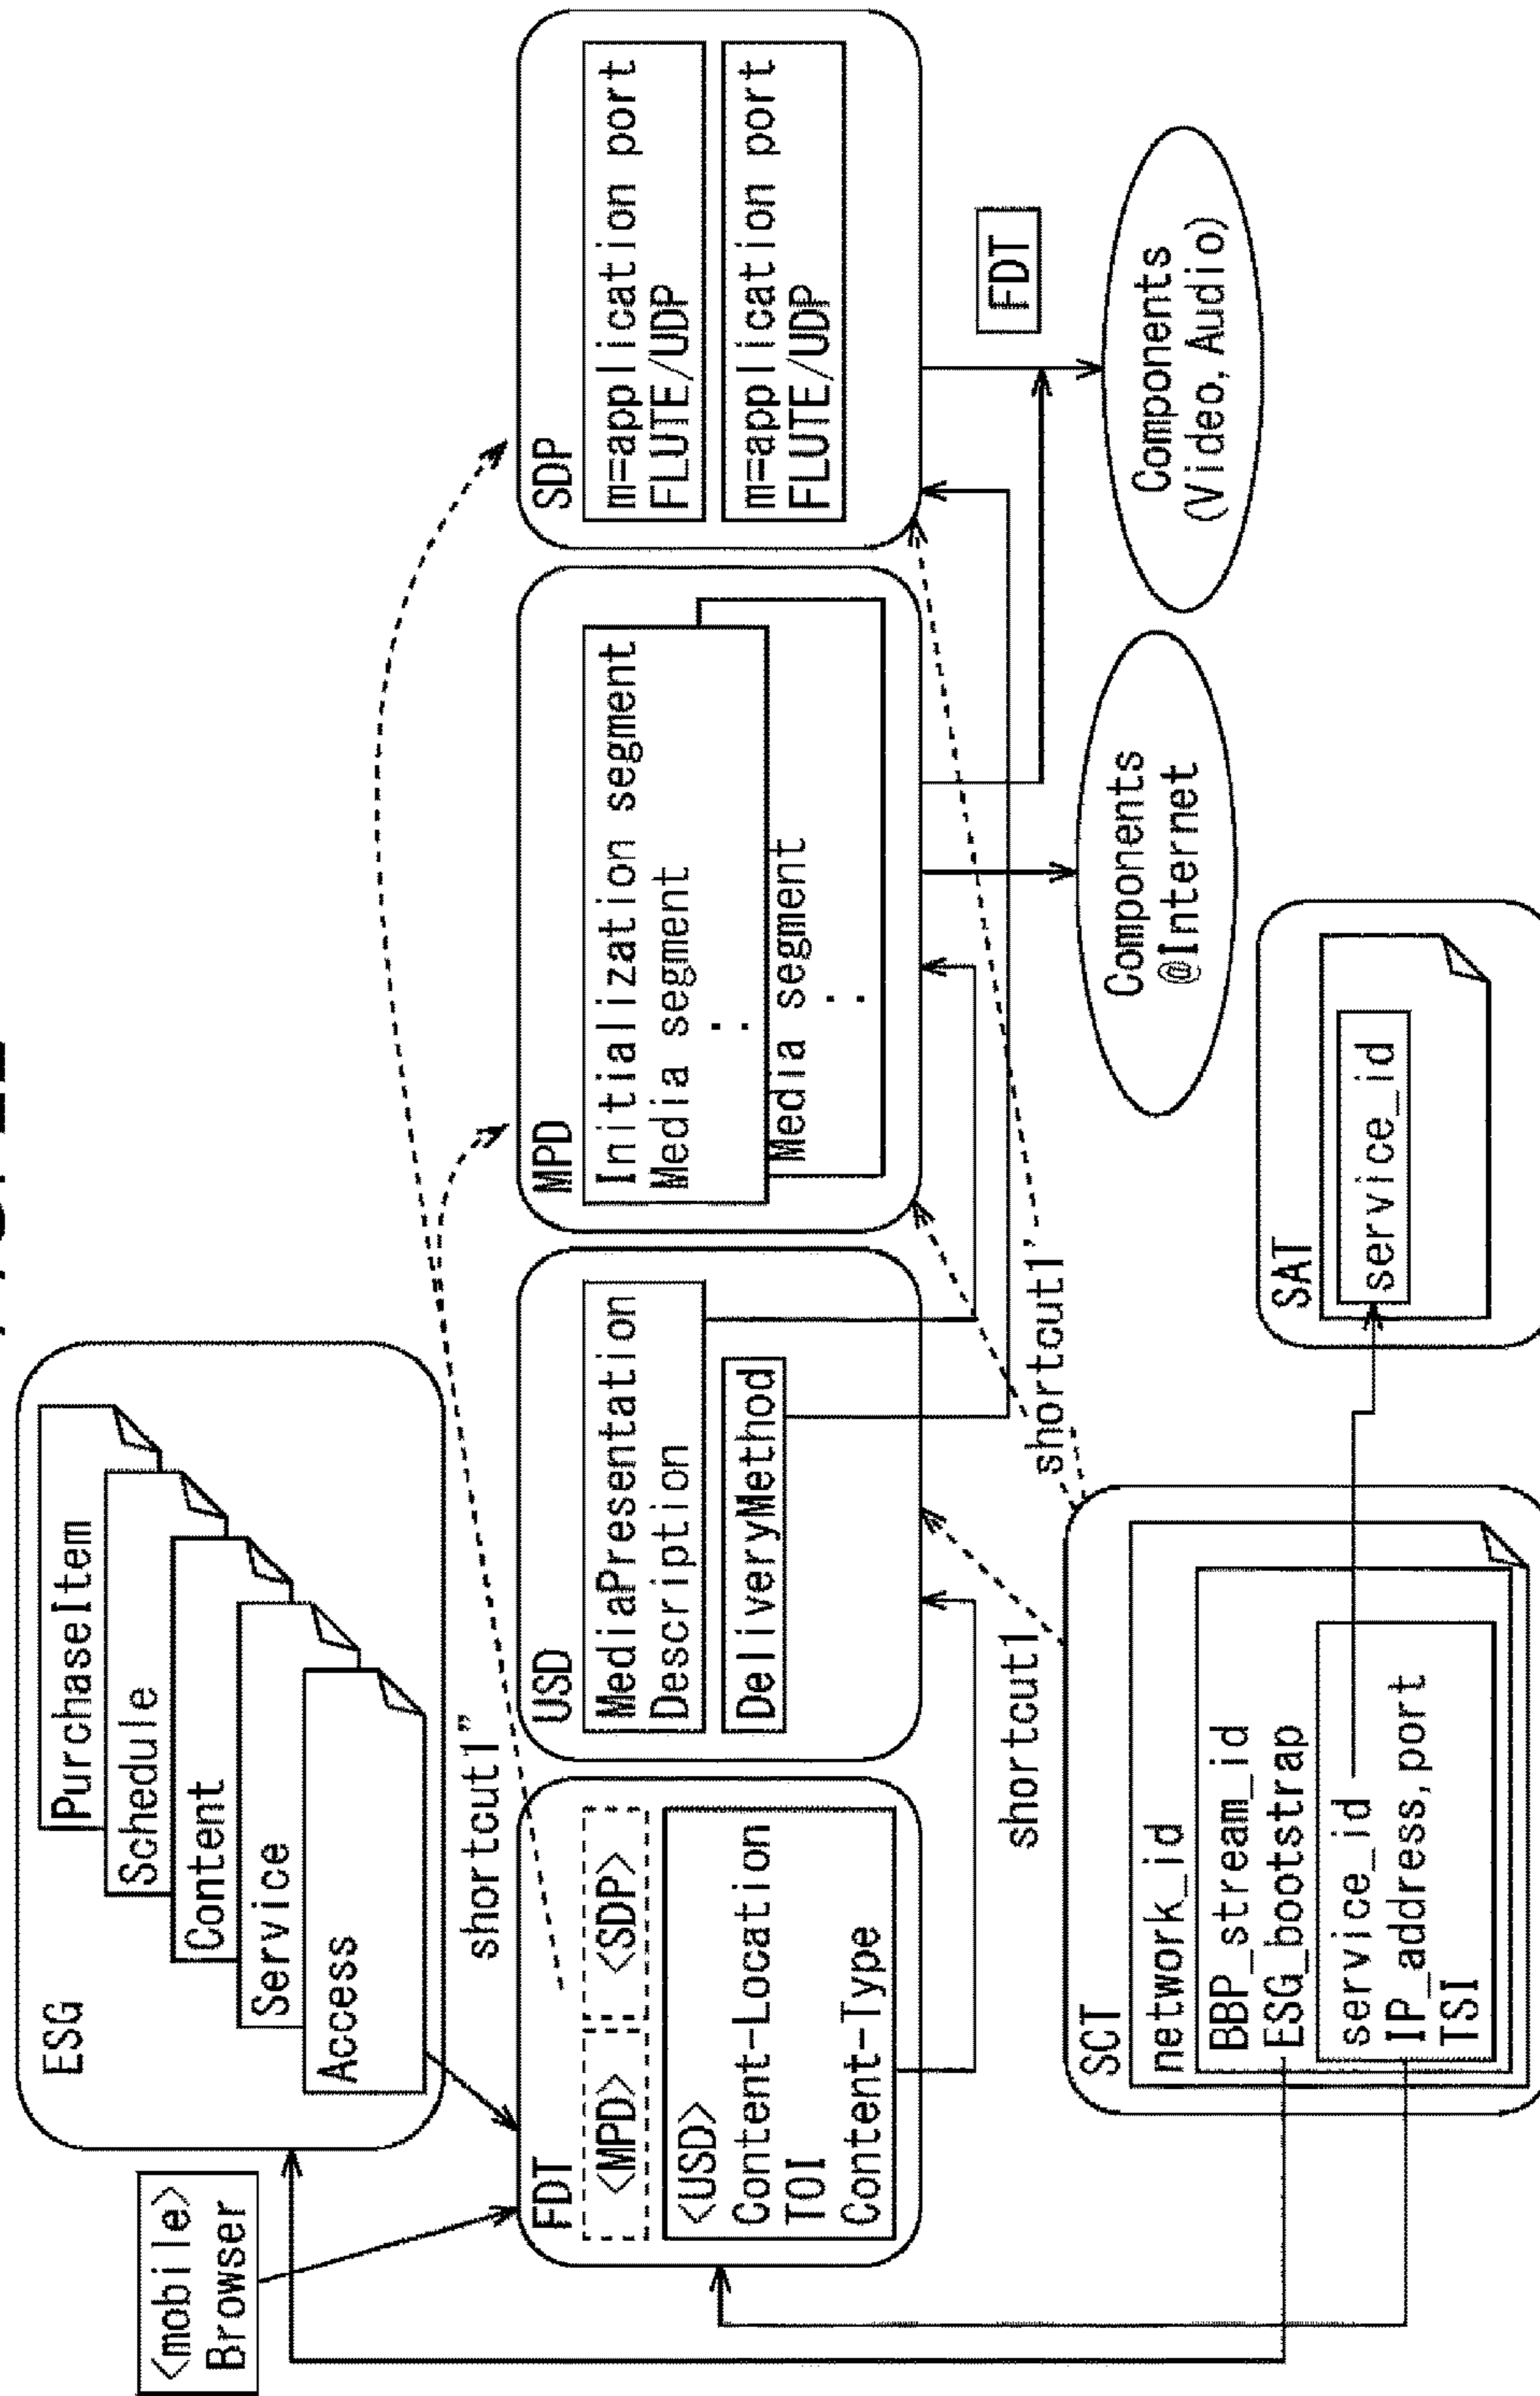 <mobile>
Browser
ESG
PurchaseItem
Schedule
Content
Service
Access
shortcut1"
FDT
<MPD>
<SDP>
<USD>
Content-Location
TOI
Content-Type
USD
MediaPresentation
Description
DeliveryMethod
MPD
Initialization segment
Media segment
:
Media segment
:
SDP
m=application port
FLUTE/UDP
m=application port
FLUTE/UDP
shortcut1
shortcut1'
FDT
Components
@Internet
Components
(Video, Audio)
SCT
network_id
BBP_stream_id
ESG_bootstrap
service_id
IP_address,port
TSI
SAT
service_id